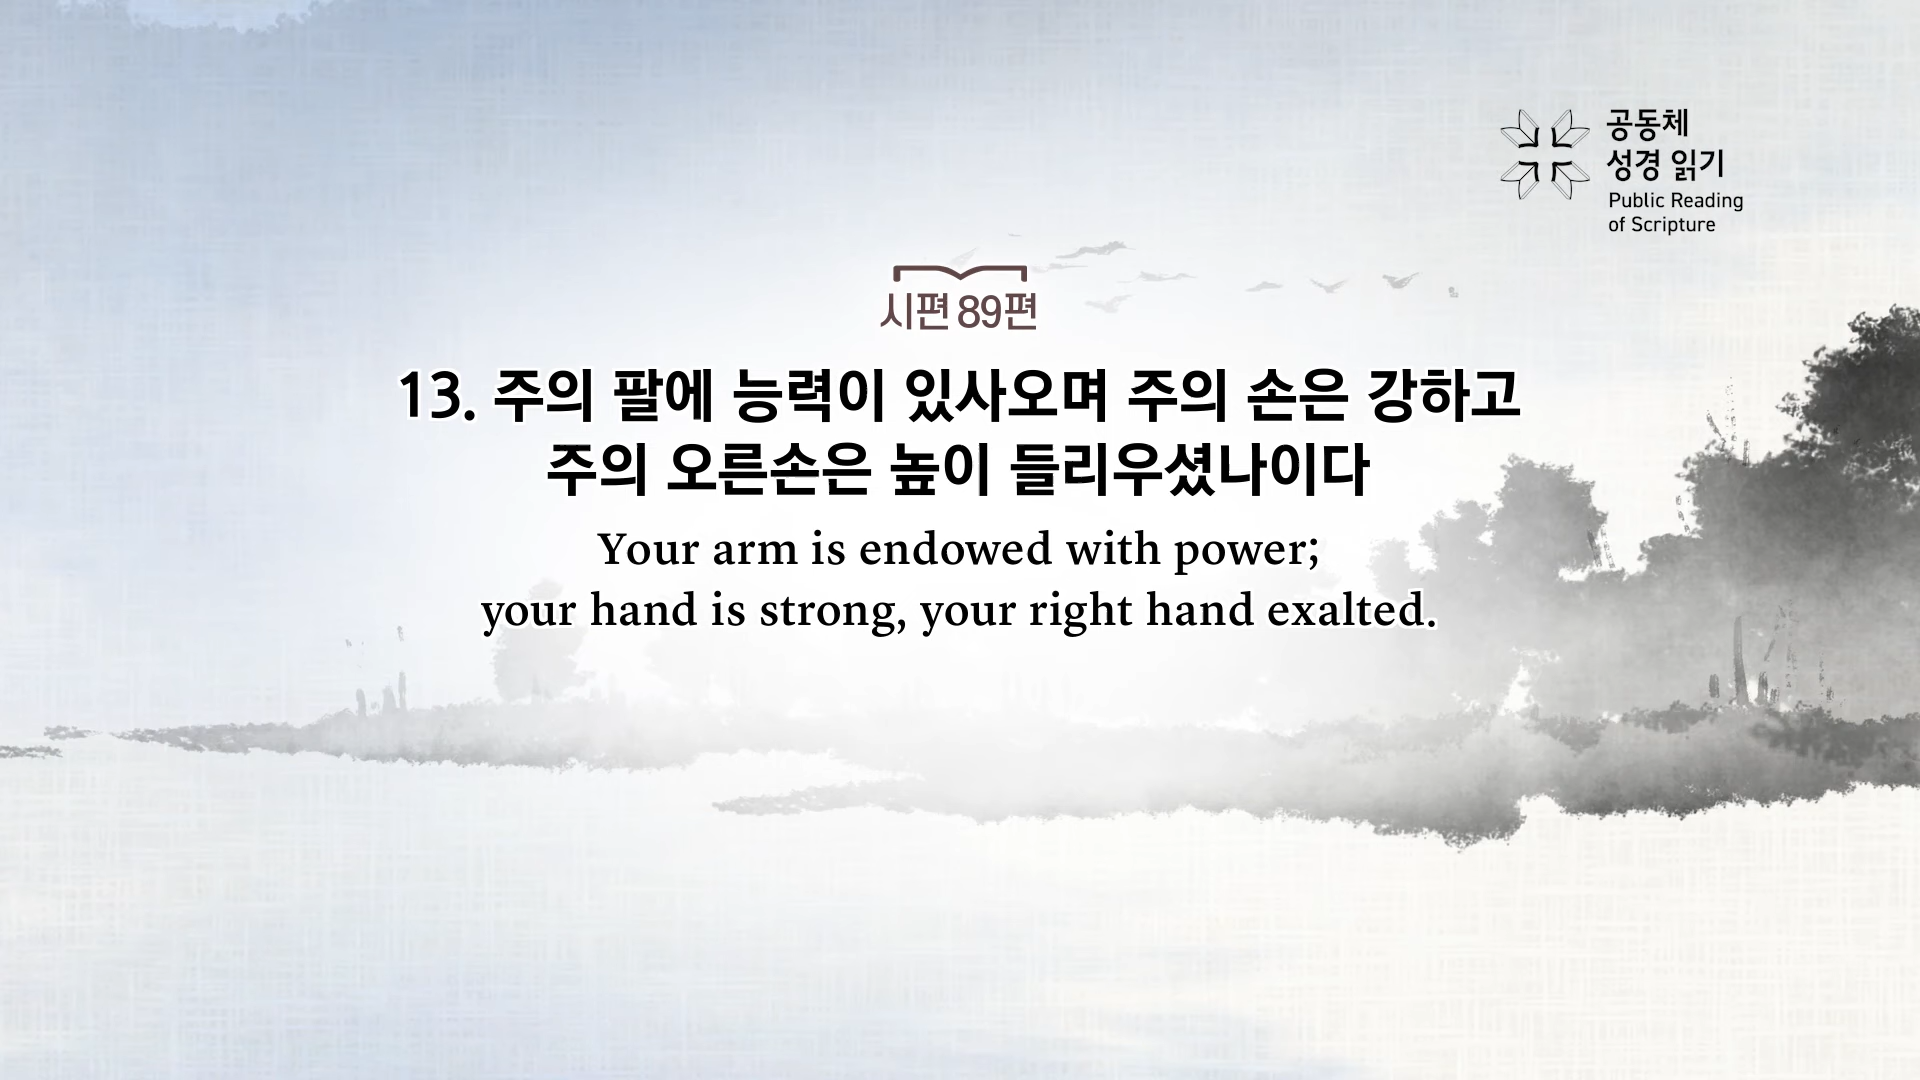 공동체
성경 읽기
Public Reading
of Scripture
시편 89편
13. 주의 팔에 능력이 있사오며 주의 손은 강하고
주의 오른손은 높이 들리우셨나이다
Your arm is endowed with power;
your hand is strong, your right hand exalted.